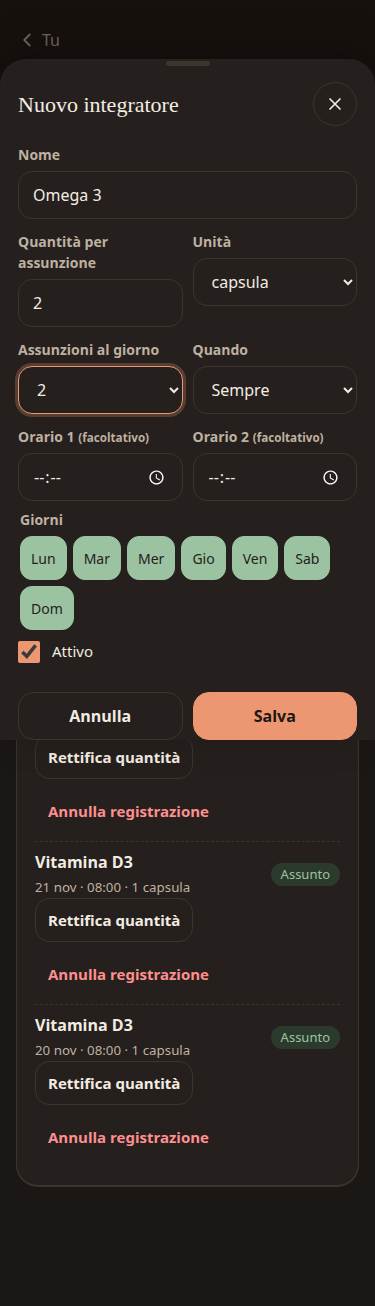 Tu
Nuovo integratore
Nome
Omega 3
Quantità per
assunzione
Unità
2
capsula
Assunzioni al giorno
Quando
2
Sempre
Orario 1 (facoltativo)
Orario 2 (facoltativo)
--:--
--:--
Giorni
Lun Mar Mer Gio Ven Sab
Dom
Attivo
Annulla
Salva
Rettifica quantità
Annulla registrazione
Vitamina D3
Assunto
21 nov · 08:00 · 1 capsula
Rettifica quantità
Annulla registrazione
Vitamina D3
Assunto
20 nov · 08:00 · 1 capsula
Rettifica quantità
Annulla registrazione